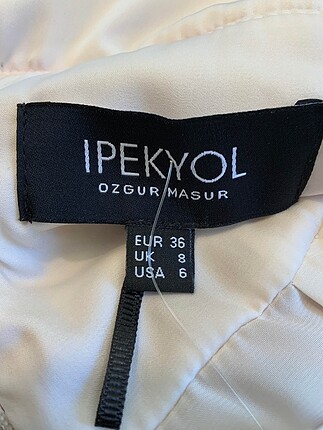 IPEKYOL
OZGUR MASUR
EUR 36
UK 8
USA 6